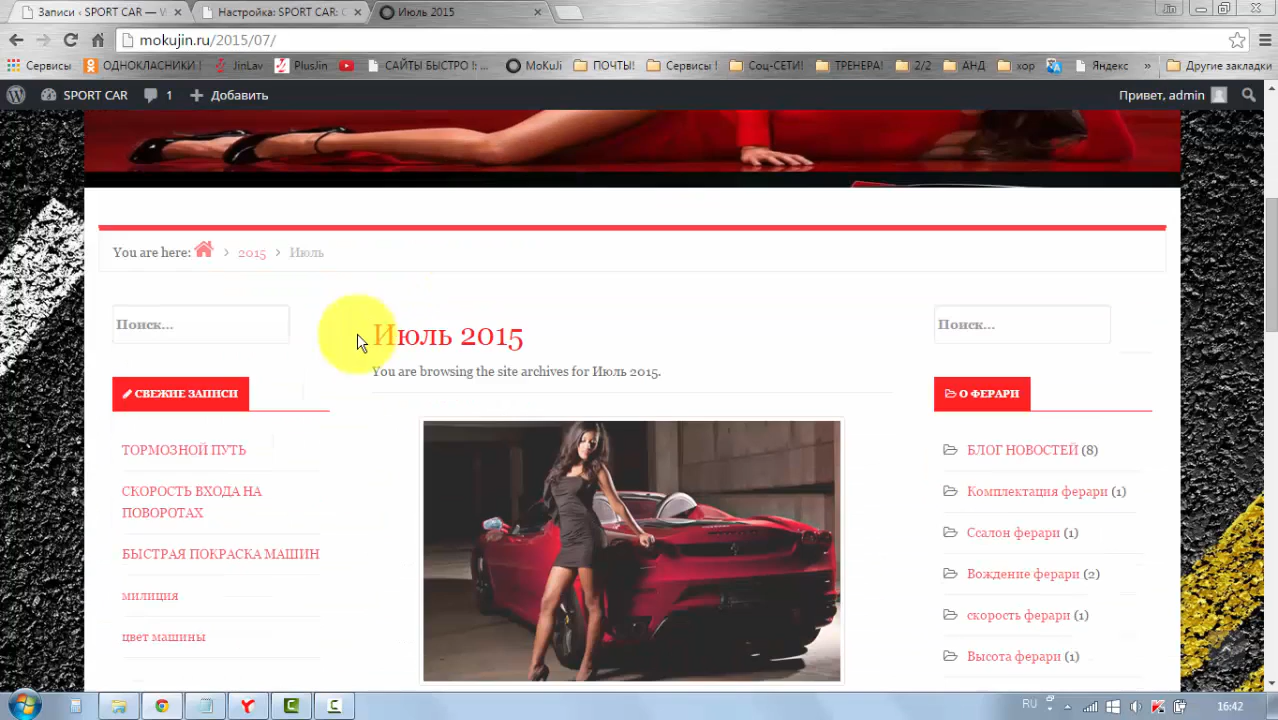 Записи ‹ SPORT CAR — W
Настройка: SPORT CAR: С
Июль 2015
mokujin.ru/2015/07/
Сервисы
ОДНОКЛАСНИКИ !
JinLav
PlusJin
САЙТЫ БЫСТРО !: ...
MoKuJi
ПОЧТЫ!
Сервисы !
Соц-СЕТИ!
ТРЕНЕРА!
2/2
АНД
хор
Яндекс
»
Другие закладки
SPORT CAR
1
Добавить
Привет, admin
You are here: › 2015 › Июль
Поиск...
СВЕЖИЕ ЗАПИСИ
ТОРМОЗНОЙ ПУТЬ
СКОРОСТЬ ВХОДА НА
ПОВОРОТАХ
БЫСТРАЯ ПОКРАСКА МАШИН
милиция
цвет машины
Июль 2015
You are browsing the site archives for Июль 2015.
Поиск...
О ФЕРАРИ
БЛОГ НОВОСТЕЙ (8)
Комплектация ферари (1)
Ссалон ферари (1)
Вождение ферари (2)
скорость ферари (1)
Высота ферари (1)
RU
16:42